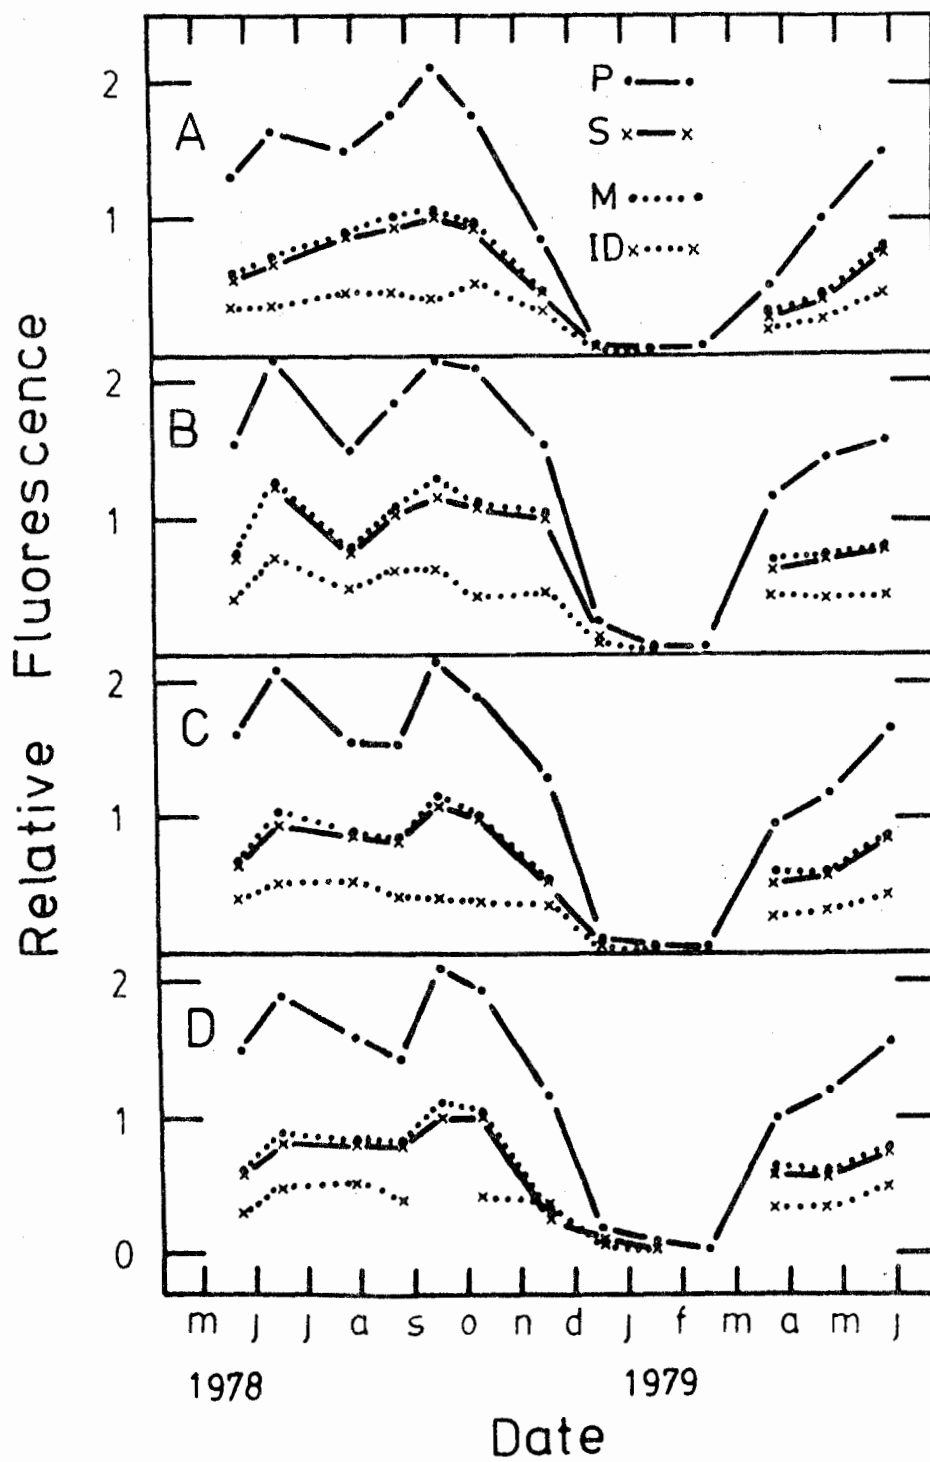 Relative Fluorescence
A
2
1
P
S
M
ID
B
2
1
C
2
1
D
2
1
0
m j j a s o n d j f m a m j
1978 1979
Date